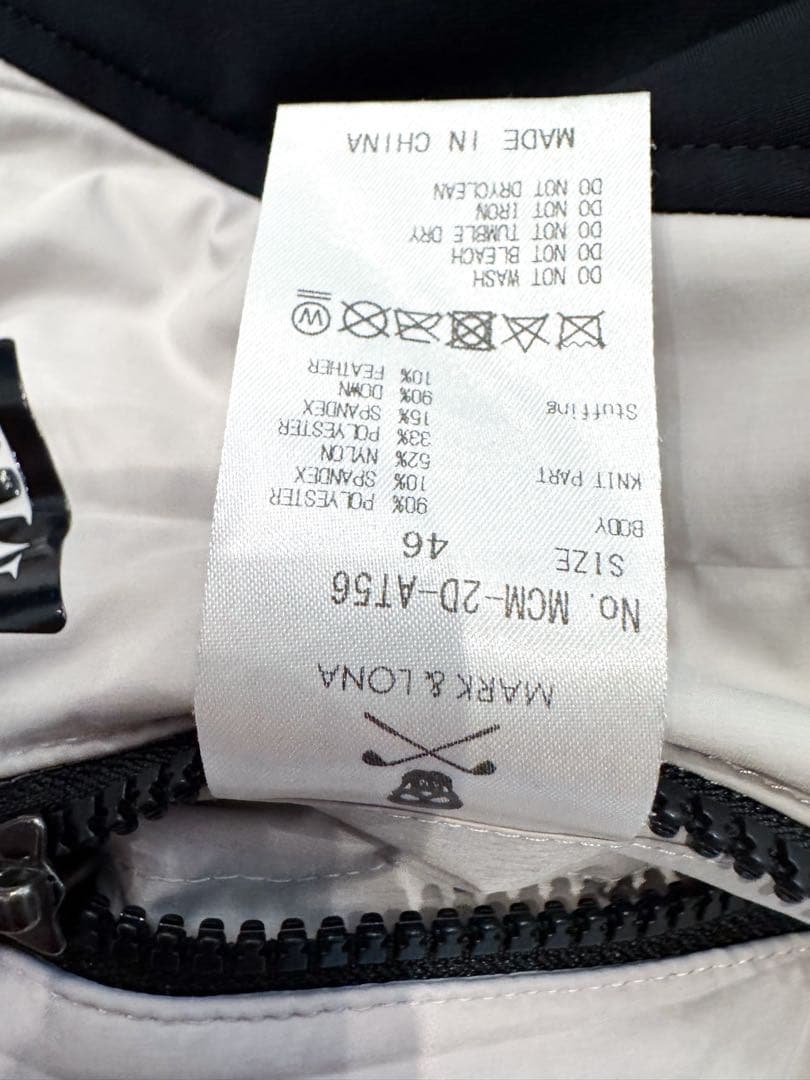 MARK & LONA
No. MCM-2D-AT56
SIZE 46
BODY 90% POLYESTER
10% SPANDEX
KNIT PART 52% NYLON
33% POLYESTER
15% SPANDEX
Stuffing 90% DOWN
10% FEATHER
W
DO NOT WASH
DO NOT BLEACH
DO NOT TUMBLE DRY
DO NOT IRON
DO NOT DRYCLEAN
MADE IN CHINA